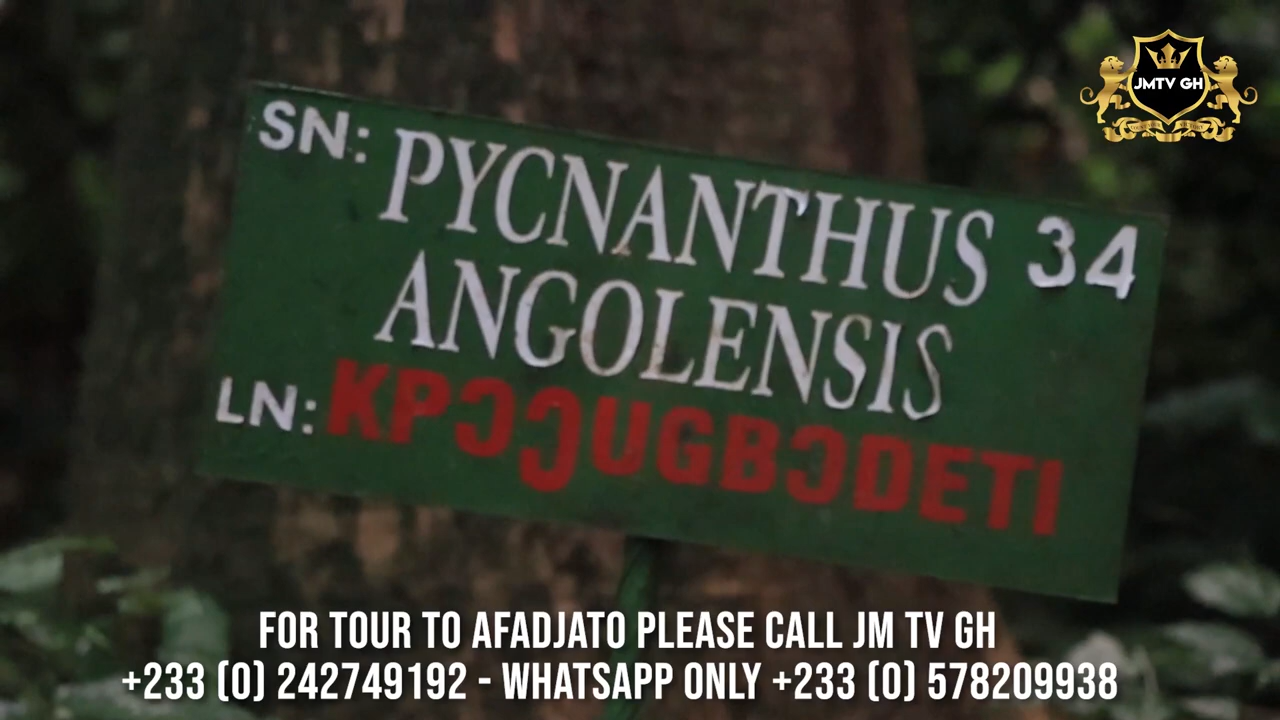 JMTV GH
SN: PYCNANTHUS 34
ANGOLENSIS
LN: KPƆƆUGBƆDETI
FOR TOUR TO AFADJATO PLEASE CALL JM TV GH
+233 (0) 242749192 - WHATSAPP ONLY +233 (0) 578209938